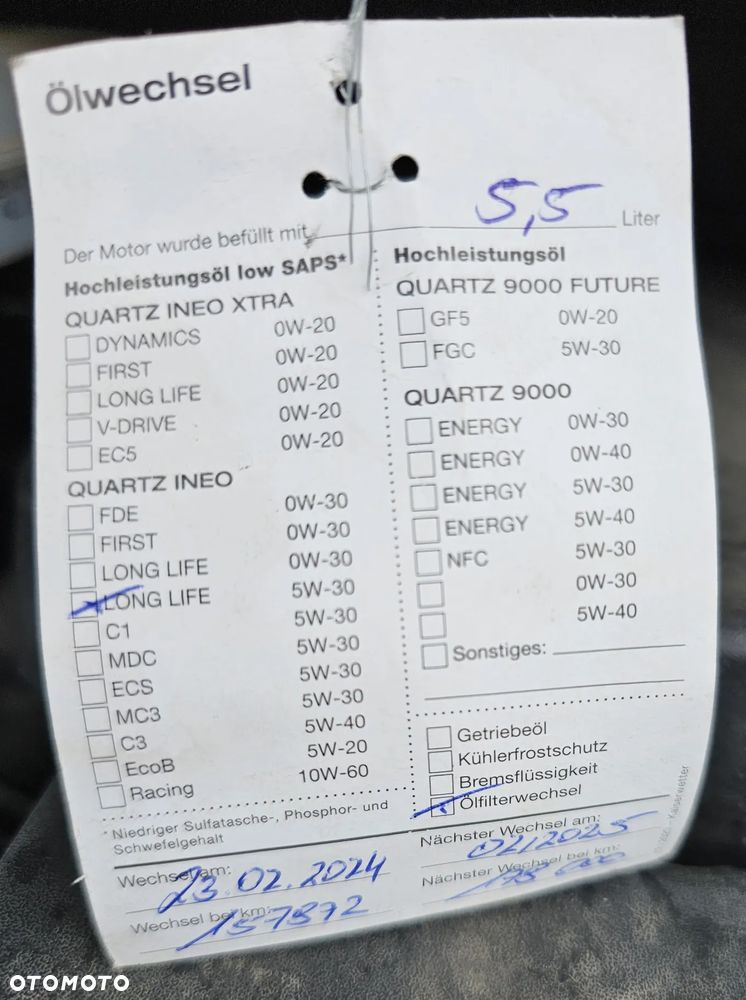 Ölwechsel
Der Motor wurde befüllt mit 5,5 Liter
Hochleistungsöl low SAPS*
QUARTZ INEO XTRA
DYNAMICS 0W-20
FIRST 0W-20
LONG LIFE 0W-20
V-DRIVE 0W-20
EC5 0W-20
QUARTZ INEO
FDE 0W-30
FIRST 0W-30
LONG LIFE 0W-30
LONG LIFE 5W-30
C1 5W-30
MDC 5W-30
ECS 5W-30
MC3 5W-30
C3 5W-40
EcoB 5W-20
Racing 10W-60
* Niedriger Sulfatasche-, Phosphor- und
Schwefelgehalt
Hochleistungsöl
QUARTZ 9000 FUTURE
GF5 0W-20
FGC 5W-30
QUARTZ 9000
ENERGY 0W-30
ENERGY 0W-40
ENERGY 5W-30
ENERGY 5W-40
NFC 5W-30
0W-30
5W-40
Sonstiges:
Getriebeöl
Kühlerfrostschutz
Bremsflüssigkeit
Ölfilterwechsel
Wechsel am: 23.02.2024
Wechsel bei km: 157872
Nächster Wechsel am: 02/2025
Nächster Wechsel bei km:
Kaiserwetter
OTOMOTO